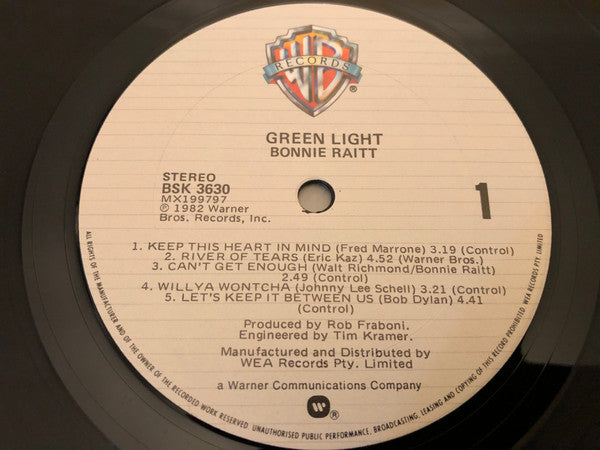 WB
RECORDS
®
GREEN LIGHT
BONNIE RAITT
STEREO
BSK 3630
MX199797
℗ 1982 Warner
Bros. Records, Inc.
1
1. KEEP THIS HEART IN MIND (Fred Marrone) 3.19 (Control)
2. RIVER OF TEARS (Eric Kaz) 4.52 (Warner Bros.)
3. CAN'T GET ENOUGH (Walt Richmond/Bonnie Raitt)
2.49 (Control)
4. WILLYA WONTCHA (Johnny Lee Schell) 3.21 (Control)
5. LET'S KEEP IT BETWEEN US (Bob Dylan) 4.41
(Control)
Produced by Rob Fraboni.
Engineered by Tim Kramer.
Manufactured and Distributed by
WEA Records Pty. Limited
a Warner Communications Company
®
ALL RIGHTS OF THE MANUFACTURER AND OF THE OWNER OF THE RECORDED WORK RESERVED. UNAUTHORISED PUBLIC PERFORMANCE, BROADCASTING, LEASING AND COPYING OF THIS RECORD PROHIBITED. WEA RECORDS PTY. LIMITED